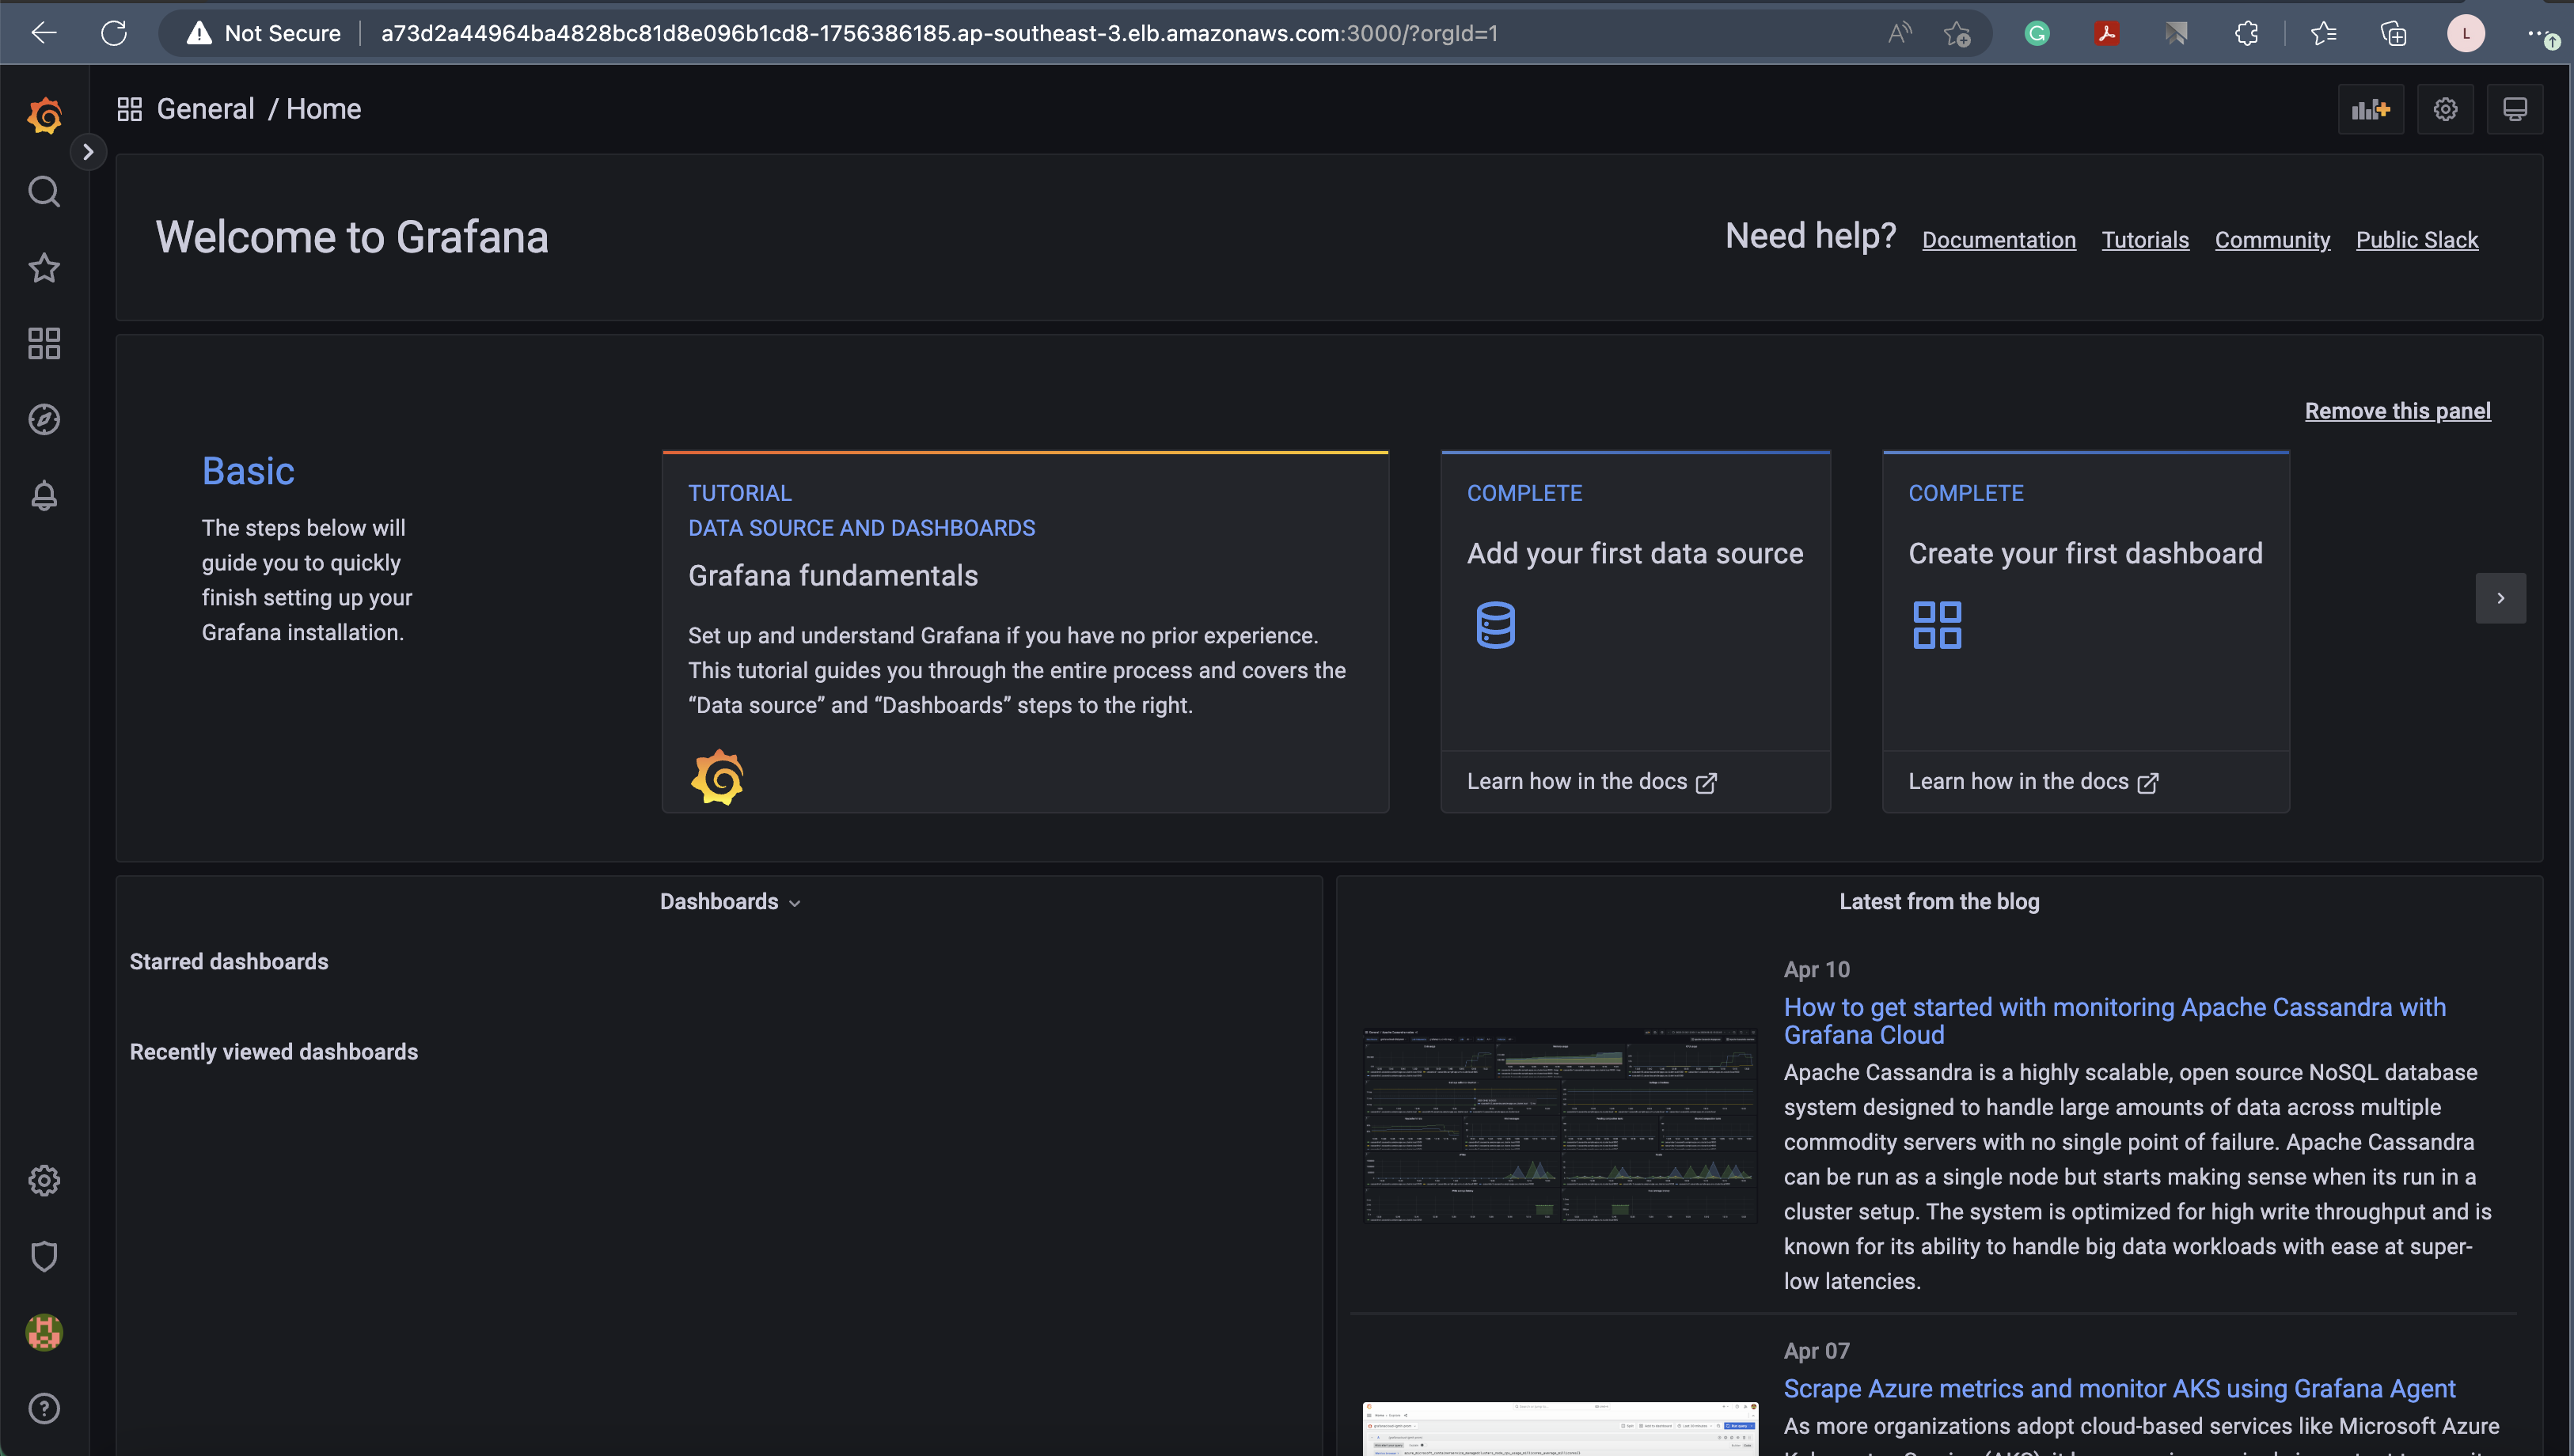 Not Secure
a73d2a44964ba4828bc81d8e096b1cd8-1756386185.ap-southeast-3.elb.amazonaws.com:3000/?orgId=1
L
General / Home
Welcome to Grafana
Need help? Documentation Tutorials Community Public Slack
Remove this panel
Basic
The steps below will
guide you to quickly
finish setting up your
Grafana installation.
TUTORIAL
DATA SOURCE AND DASHBOARDS
Grafana fundamentals
Set up and understand Grafana if you have no prior experience.
This tutorial guides you through the entire process and covers the
“Data source” and “Dashboards” steps to the right.
COMPLETE
Add your first data source
Learn how in the docs
COMPLETE
Create your first dashboard
Learn how in the docs
Dashboards
Starred dashboards
Recently viewed dashboards
Latest from the blog
Apr 10
How to get started with monitoring Apache Cassandra with
Grafana Cloud
Apache Cassandra is a highly scalable, open source NoSQL database
system designed to handle large amounts of data across multiple
commodity servers with no single point of failure. Apache Cassandra
can be run as a single node but starts making sense when its run in a
cluster setup. The system is optimized for high write throughput and is
known for its ability to handle big data workloads with ease at super-
low latencies.
Apr 07
Scrape Azure metrics and monitor AKS using Grafana Agent
As more organizations adopt cloud-based services like Microsoft Azure